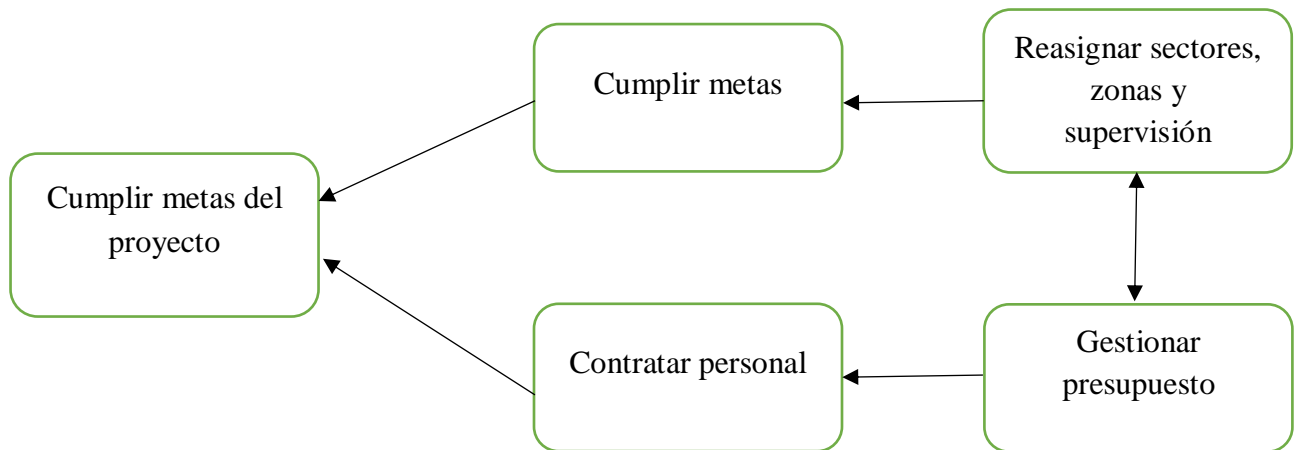 Cumplir metas del
proyecto
Cumplir metas
Contratar personal
Reasignar sectores,
zonas y
supervisión
Gestionar
presupuesto